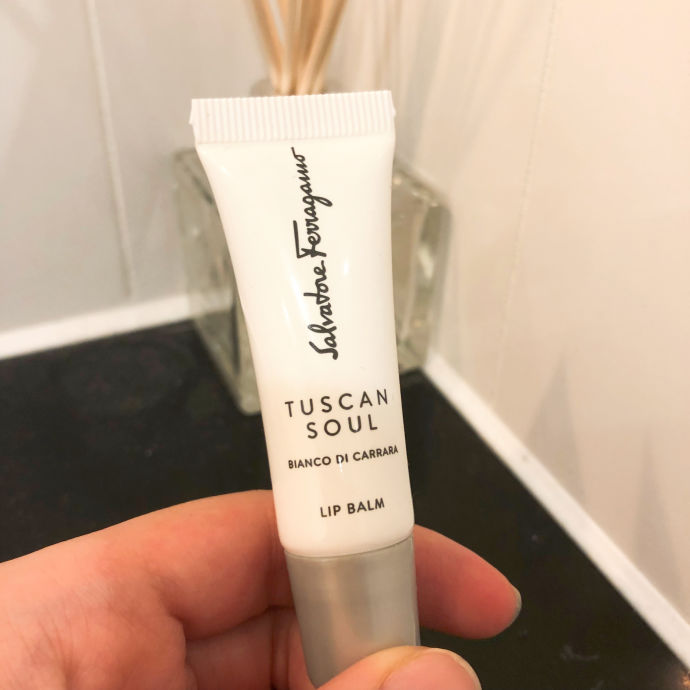 Salvatore Ferragamo
TUSCAN
SOUL
BIANCO DI CARRARA
LIP BALM